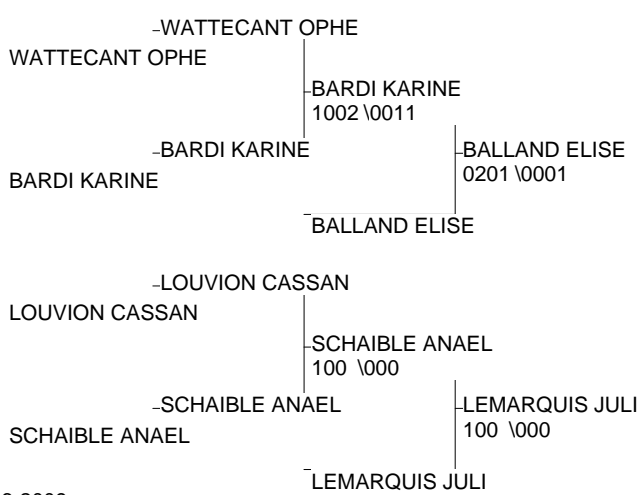 WATTECANT OPHE
WATTECANT OPHE
BARDI KARINE
1002 \0011
BARDI KARINE
BALLAND ELISE
0201 \0001
BARDI KARINE
BALLAND ELISE
LOUVION CASSAN
LOUVION CASSAN
SCHAIBLE ANAEL
100 \000
SCHAIBLE ANAEL
LEMARQUIS JULI
100 \000
SCHAIBLE ANAEL
LEMARQUIS JULI